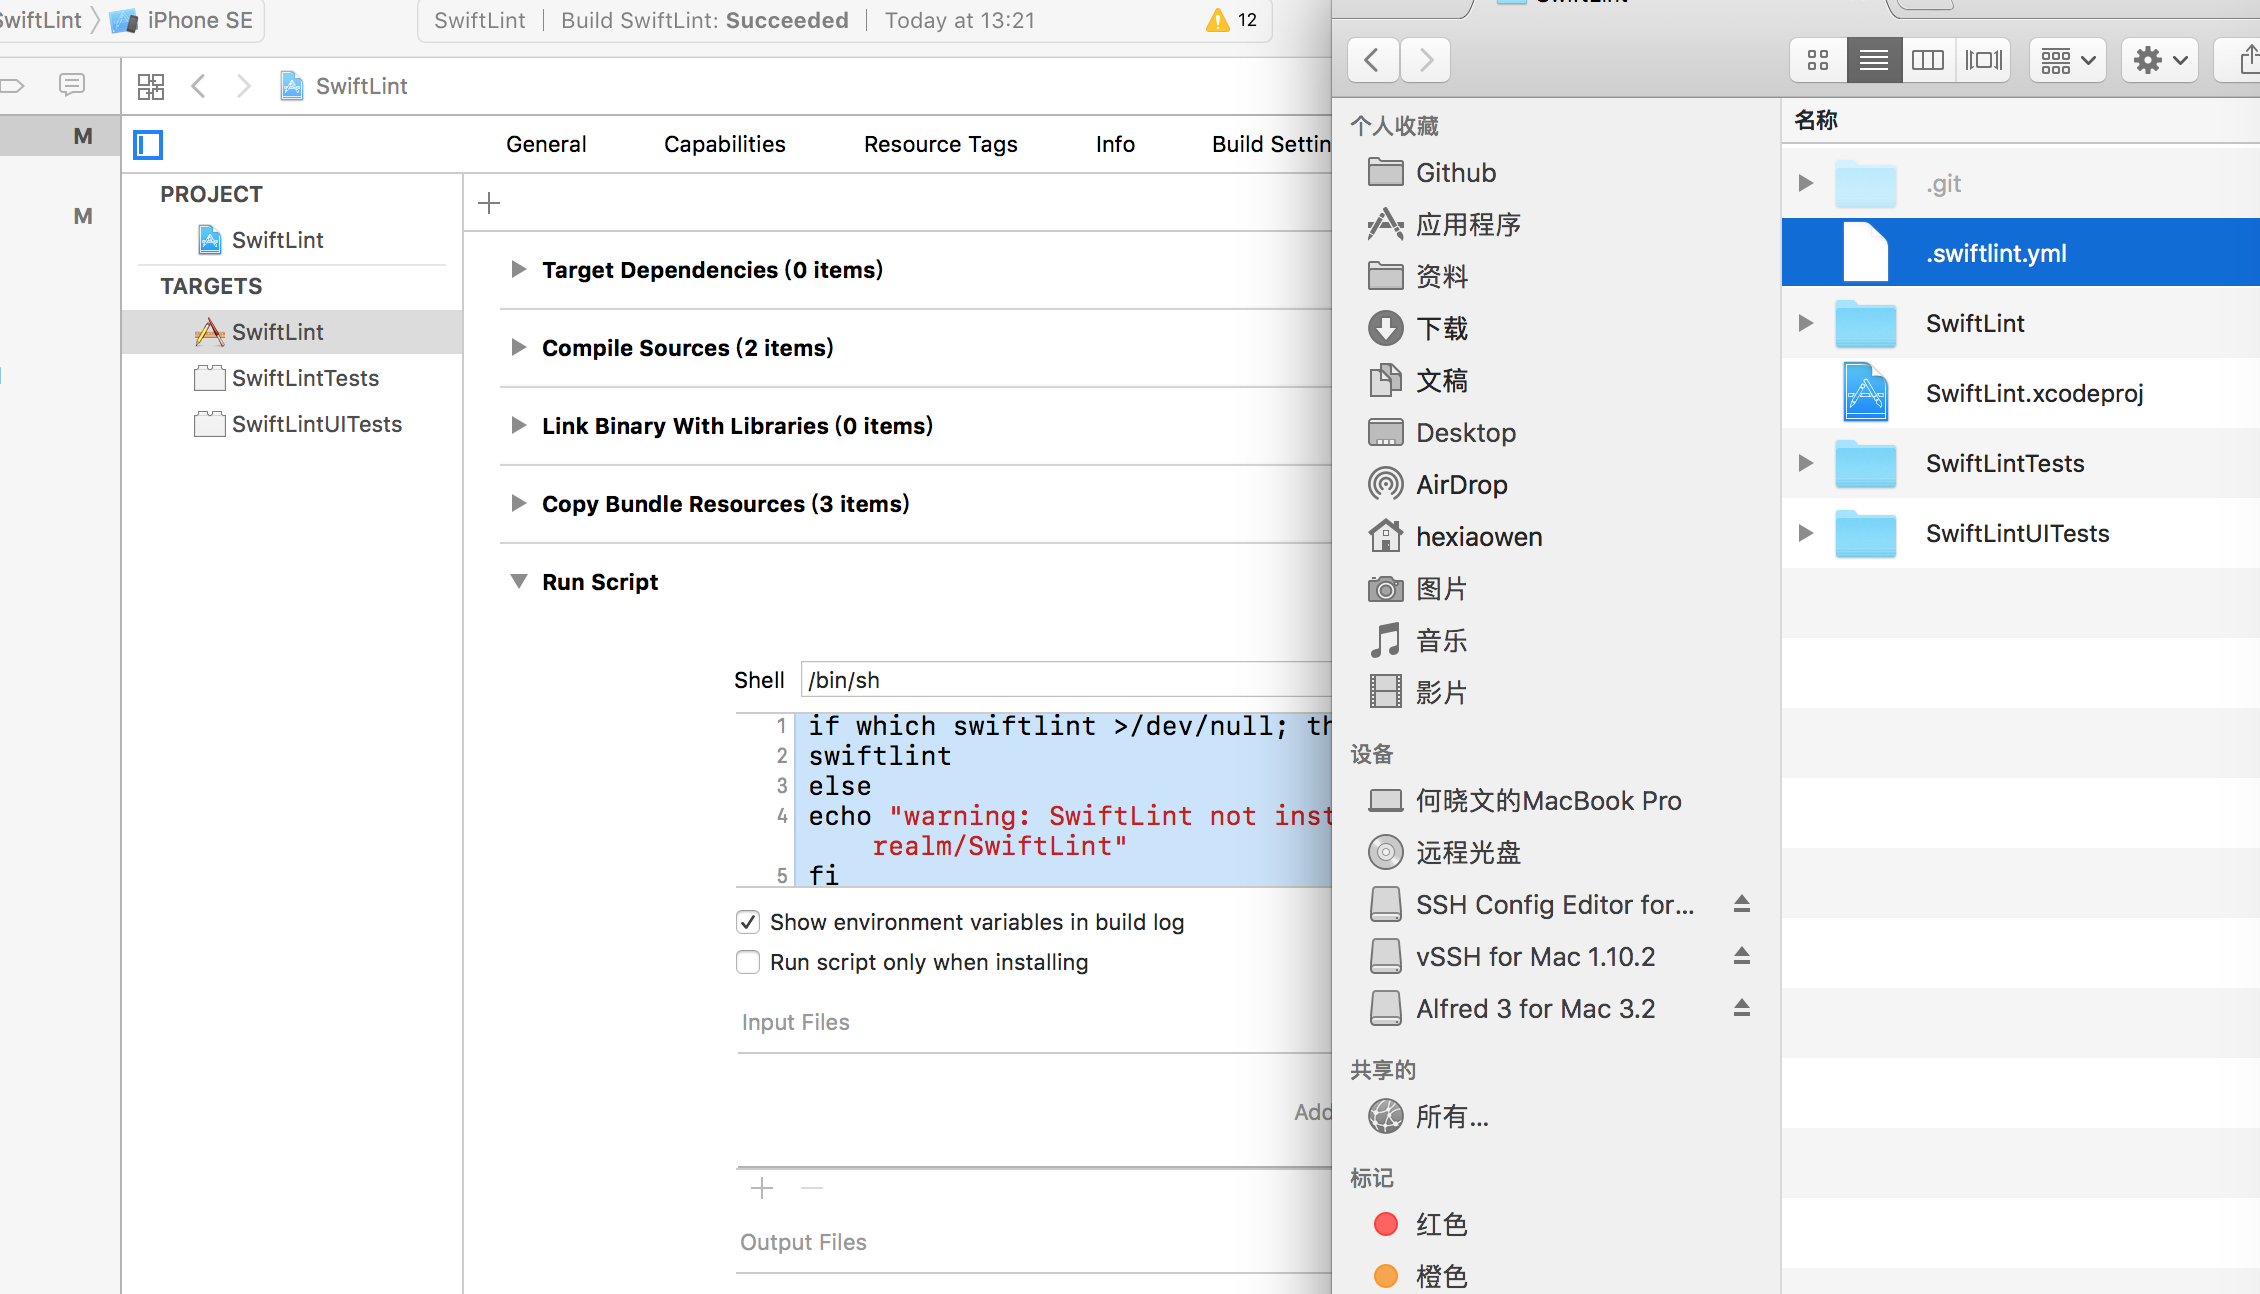 SwiftLint
iPhone SE
SwiftLint
Build SwiftLint: Succeeded
Today at 13:21
12
SwiftLint
M
M
General
Capabilities
Resource Tags
Info
Build Settin
PROJECT
SwiftLint
TARGETS
SwiftLint
SwiftLintTests
SwiftLintUITests
Target Dependencies (0 items)
Compile Sources (2 items)
Link Binary With Libraries (0 items)
Copy Bundle Resources (3 items)
Run Script
Shell
/bin/sh
1 if which swiftlint >/dev/null; th
2 swiftlint
3 else
4 echo "warning: SwiftLint not inst
realm/SwiftLint"
5 fi
Show environment variables in build log
Run script only when installing
Input Files
Add
Output Files
SwiftLint
个人收藏
Github
应用程序
资料
下载
文稿
Desktop
AirDrop
hexiaowen
图片
音乐
影片
设备
何晓文的MacBook Pro
远程光盘
SSH Config Editor for...
vSSH for Mac 1.10.2
Alfred 3 for Mac 3.2
共享的
所有...
标记
红色
橙色
名称
.git
.swiftlint.yml
SwiftLint
SwiftLint.xcodeproj
SwiftLintTests
SwiftLintUITests